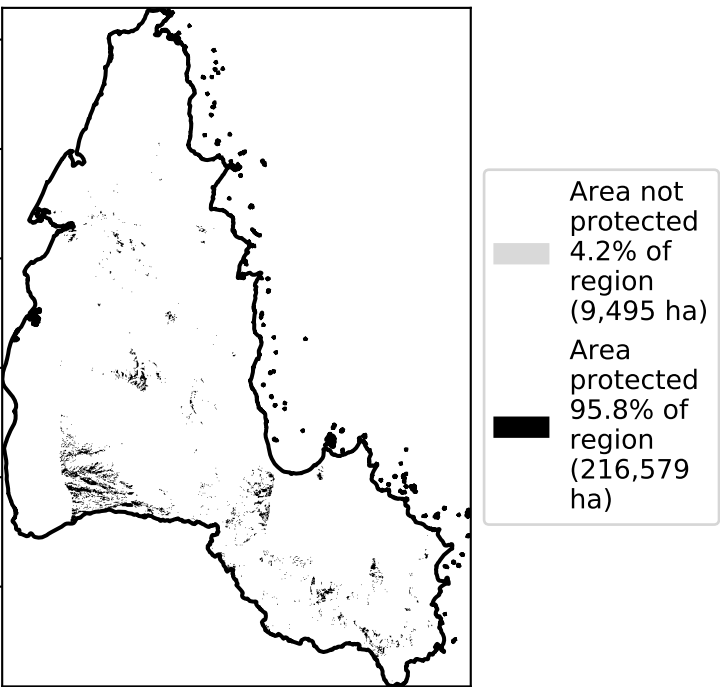 Area not
protected
4.2% of
region
(9,495 ha)
Area
protected
95.8% of
region
(216,579
ha)